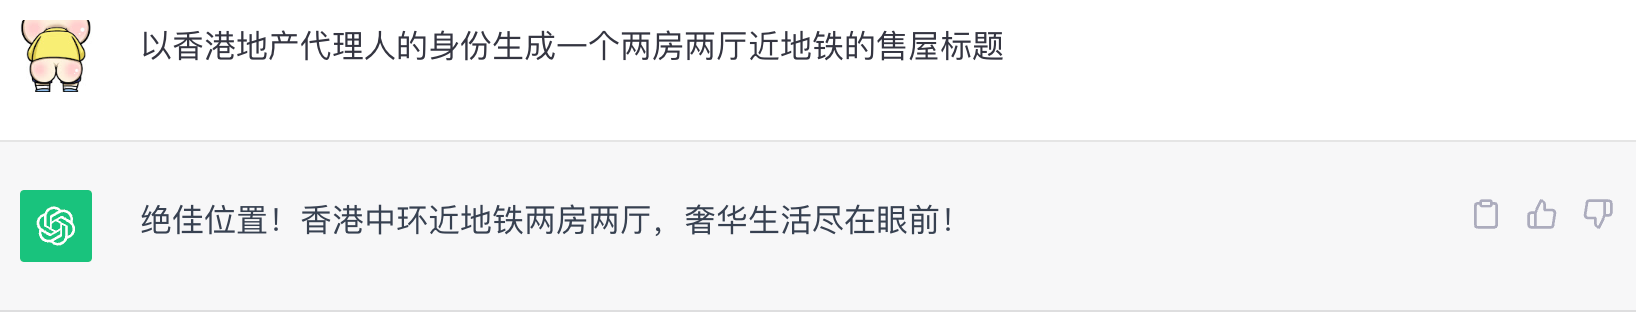 以香港地产代理人的身份生成一个两房两厅近地铁的售屋标题
绝佳位置！香港中环近地铁两房两厅，奢华生活尽在眼前！